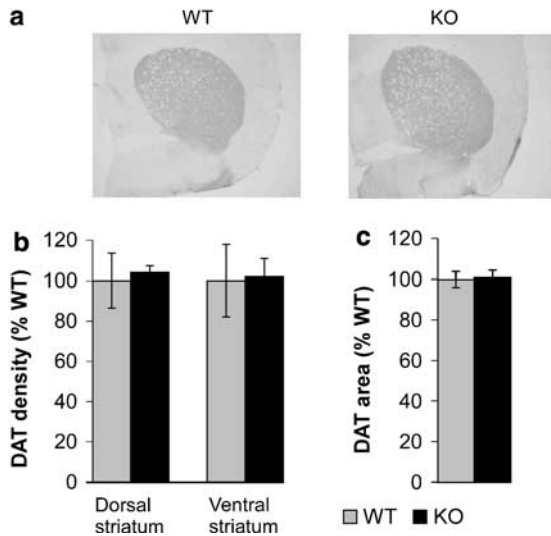 a
WT
KO
b
DAT density (% WT)
120
100
80
60
40
20
0
Dorsal
striatum
Ventral
striatum
c
DAT area (% WT)
120
100
80
60
40
20
0
WT
KO